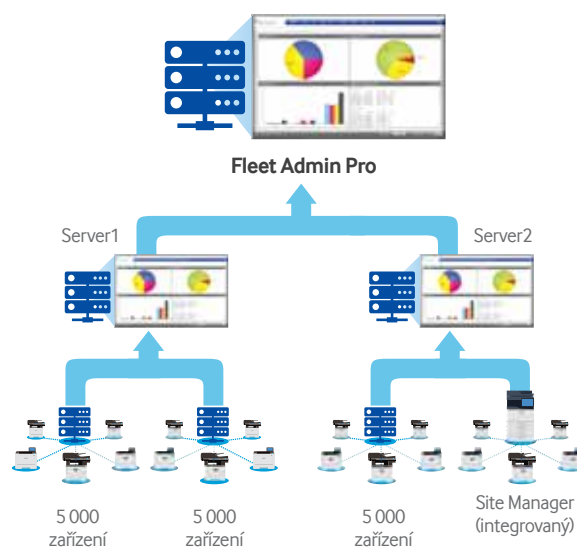 Fleet Admin Pro
Server1
Server2
5 000
zařízení
5 000
zařízení
5 000
zařízení
Site Manager
(integrovaný)